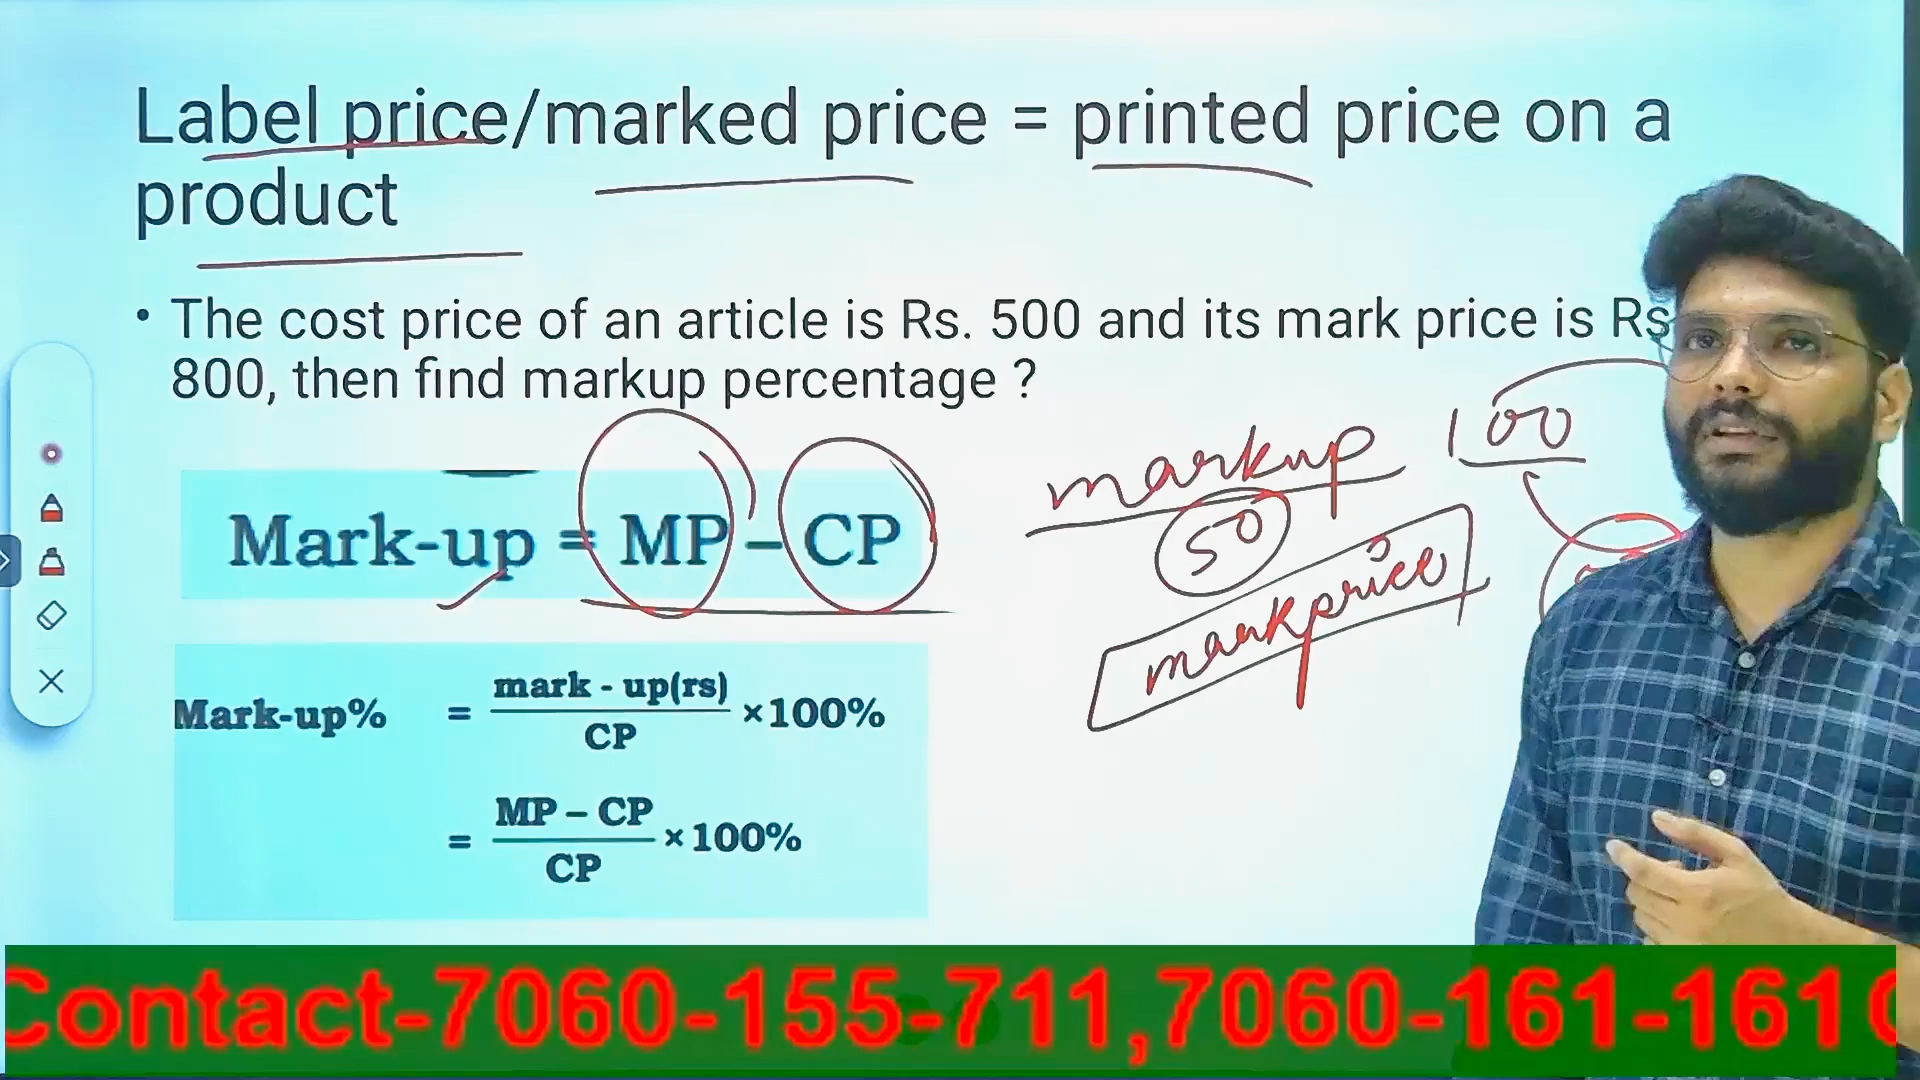 Label price/marked price = printed price on a
product
• The cost price of an article is Rs. 500 and its mark price is Rs
800, then find markup percentage ?
Mark-up = MP – CP
markup 100
50
markprice
Mark-up% = mark - up(rs) / CP ×100%
= MP – CP / CP ×100%
Contact-7060-155-711,7060-161-161